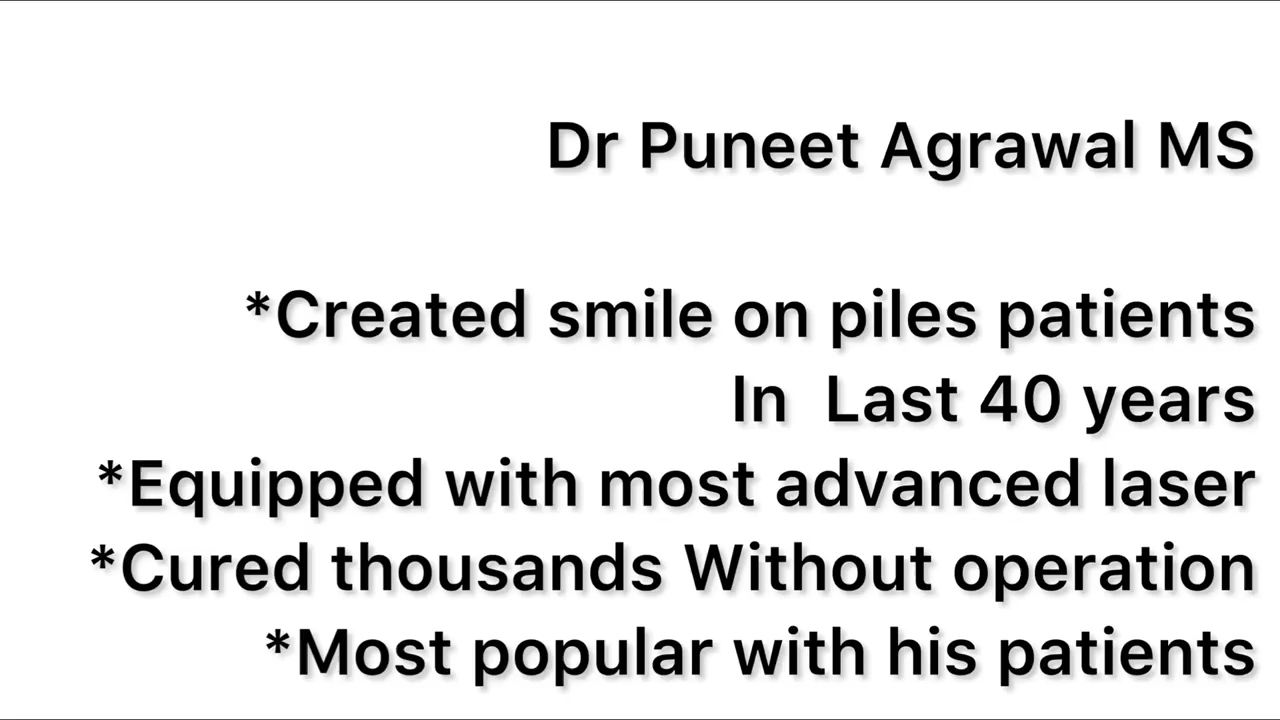 Dr Puneet Agrawal MS
*Created smile on piles patients
In  Last 40 years
*Equipped with most advanced laser
*Cured thousands Without operation
*Most popular with his patients